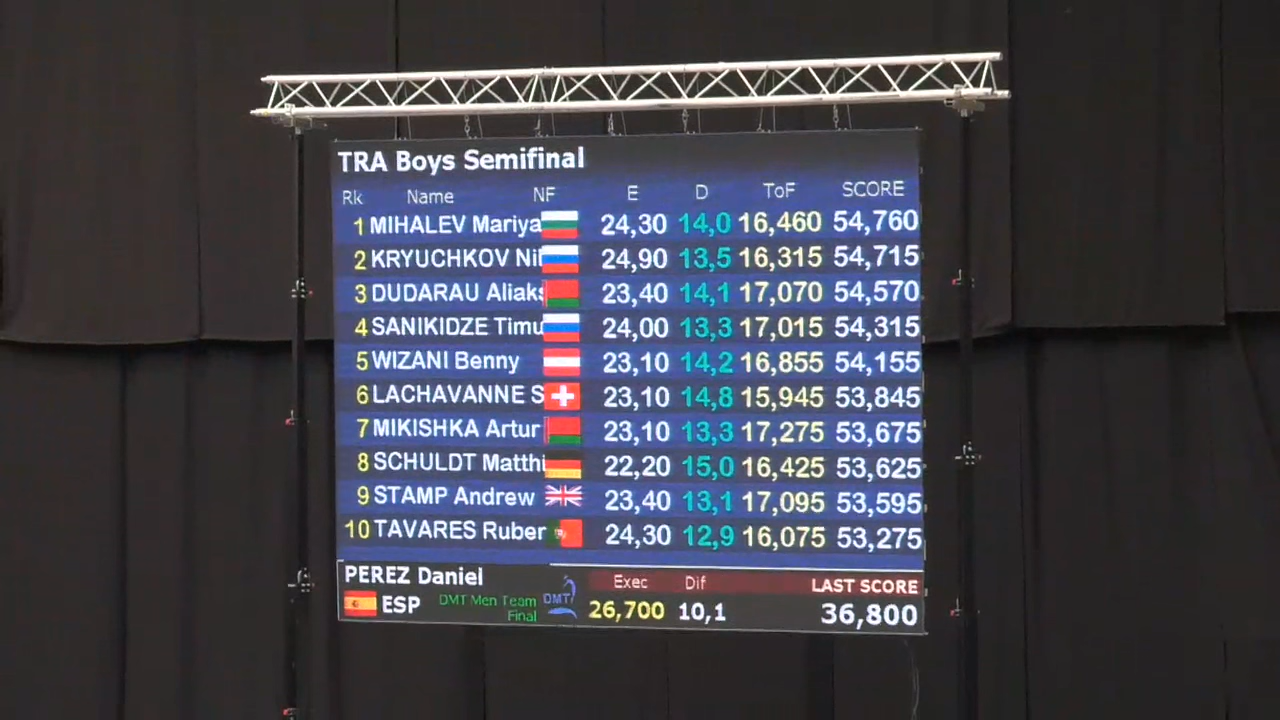 TRA Boys Semifinal
Rk Name NF E D ToF SCORE
1 MIHALEV Mariya 24,30 14,0 16,460 54,760
2 KRYUCHKOV Nil 24,90 13,5 16,315 54,715
3 DUDARAU Aliaks 23,40 14,1 17,070 54,570
4 SANIKIDZE Timu 24,00 13,3 17,015 54,315
5 WIZANI Benny 23,10 14,2 16,855 54,155
6 LACHAVANNE S 23,10 14,8 15,945 53,845
7 MIKISHKA Artur 23,10 13,3 17,275 53,675
8 SCHULDT Matthi 22,20 15,0 16,425 53,625
9 STAMP Andrew 23,40 13,1 17,095 53,595
10 TAVARES Ruber 24,30 12,9 16,075 53,275
PEREZ Daniel Exec Dif LAST SCORE
ESP DMT Men Team Final DMT 26,700 10,1 36,800